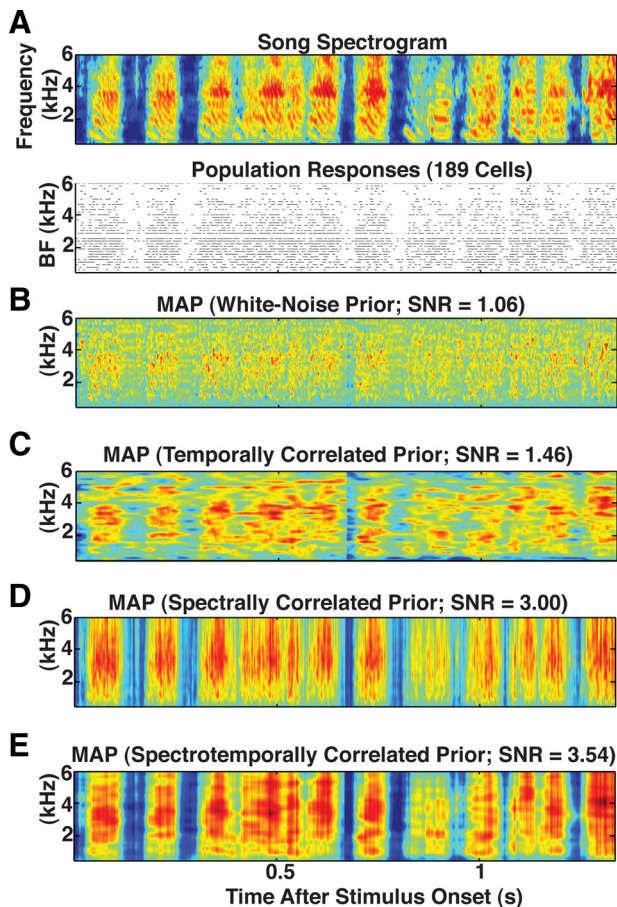 A
Song Spectrogram
Frequency
(kHz)
6
4
2
Population Responses (189 Cells)
BF (kHz)
6
4
2
B
MAP (White-Noise Prior; SNR = 1.06)
(kHz)
6
4
2
C
MAP (Temporally Correlated Prior; SNR = 1.46)
(kHz)
6
4
2
D
MAP (Spectrally Correlated Prior; SNR = 3.00)
(kHz)
6
4
2
E
MAP (Spectrotemporally Correlated Prior; SNR = 3.54)
(kHz)
6
4
2
0.5 1
Time After Stimulus Onset (s)